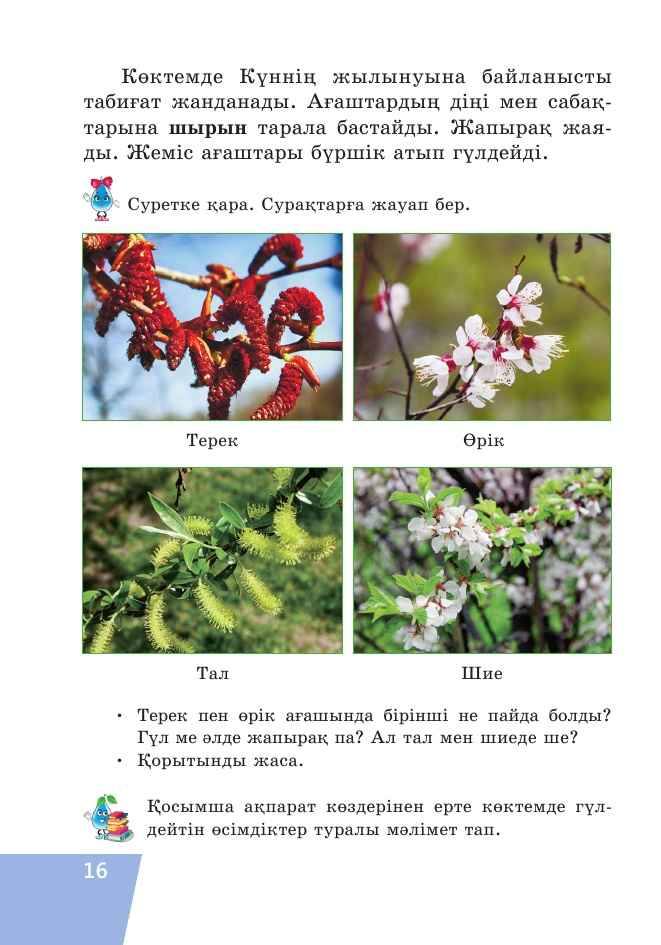 Көктемде Күннің жылынуына байланысты
табиғат жанданады. Ағаштардың діңі мен сабақ-
тарына шырын тарала бастайды. Жапырақ жая-
ды. Жеміс ағаштары бүршік атып гүлдейді.
Суретке қара. Сурақтарға жауап бер.
Терек
Өрік
Тал
Шие
• Терек пен өрік ағашында бірінші не пайда болды?
Гүл ме әлде жапырақ па? Ал тал мен шиеде ше?
• Қорытынды жаса.
Қосымша ақпарат көздерінен ерте көктемде гүл-
дейтін өсімдіктер туралы мәлімет тап.
16